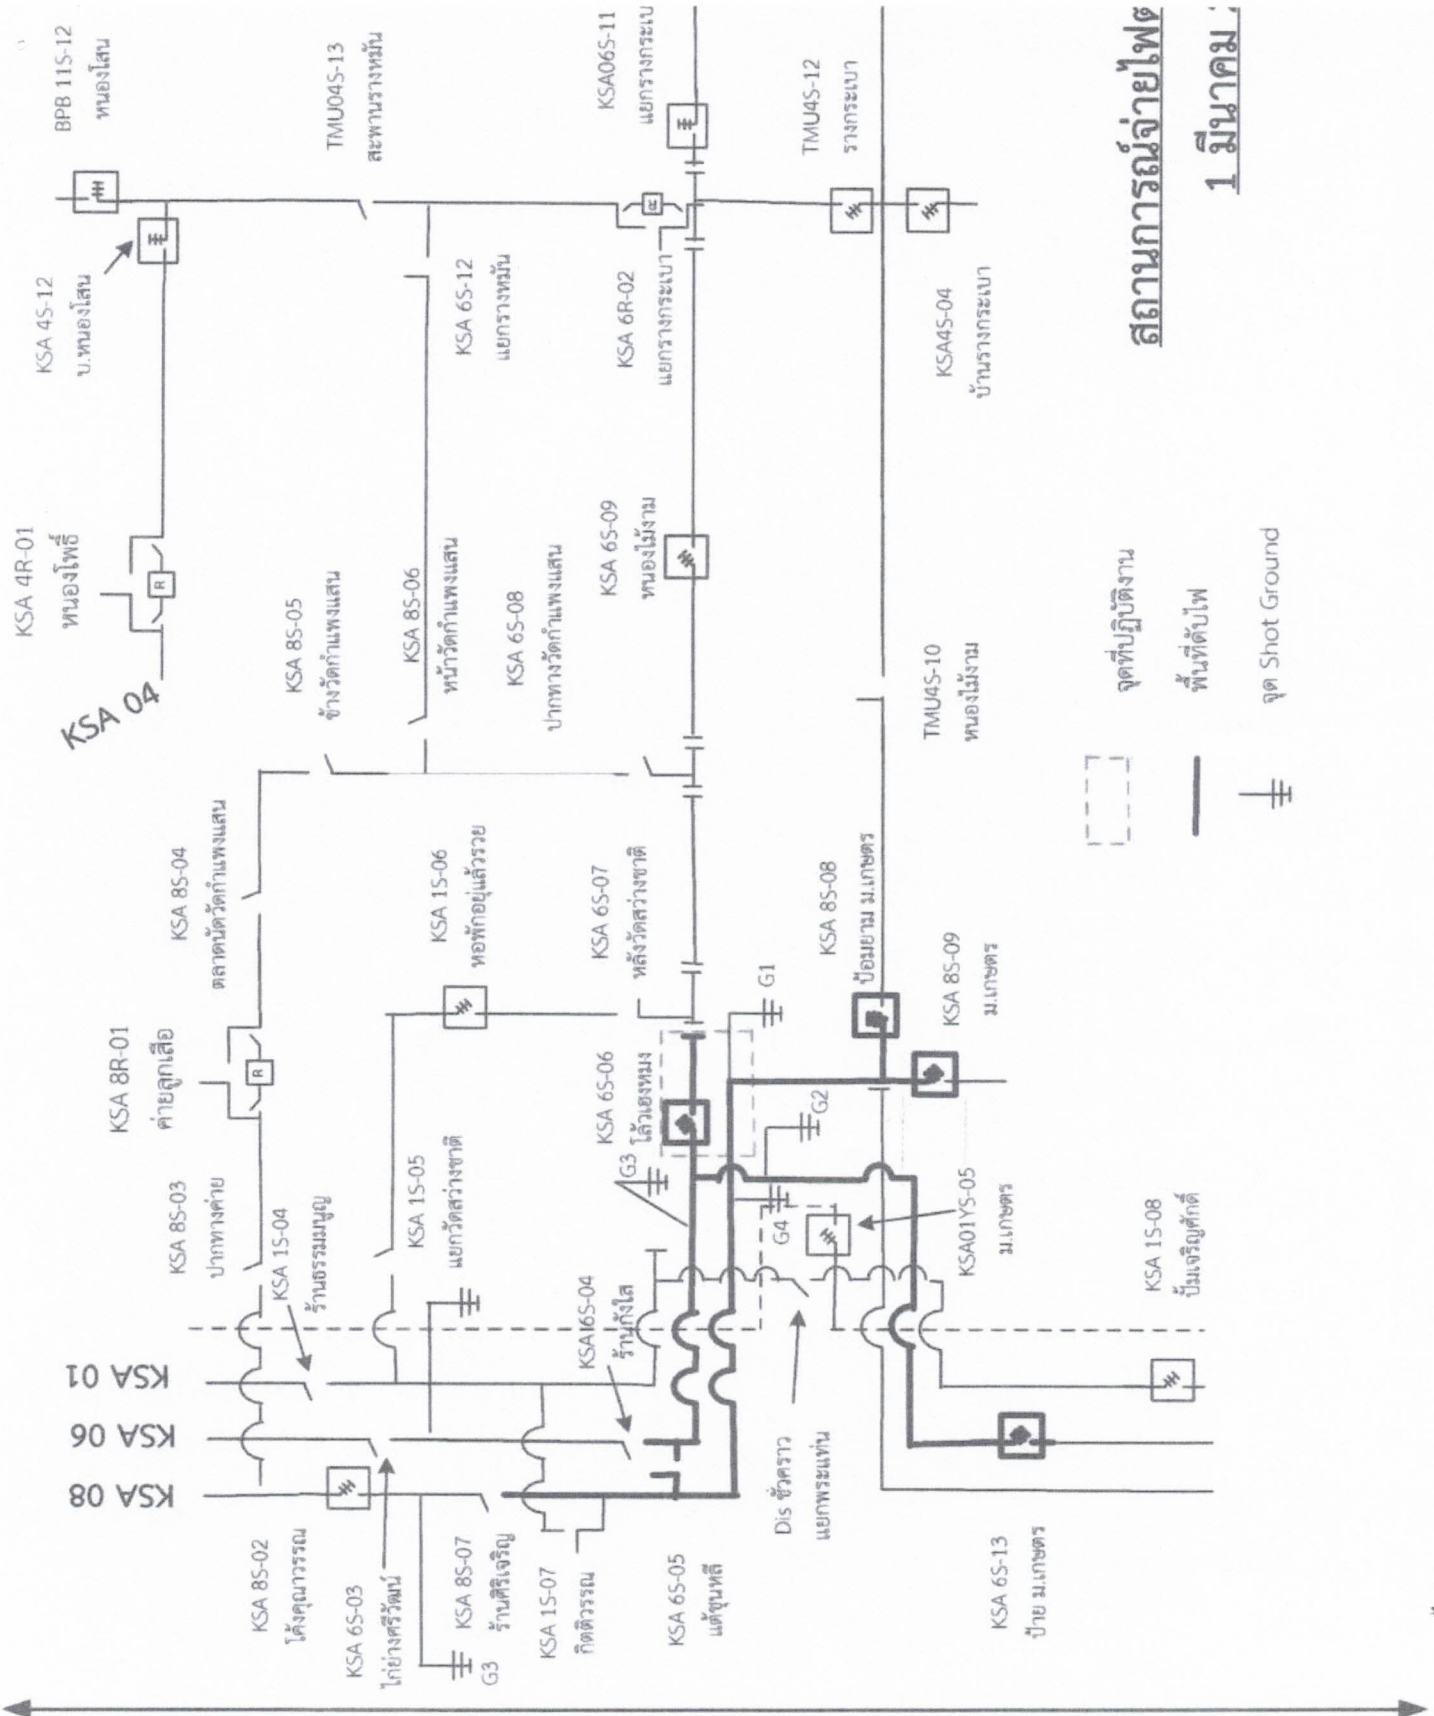 สถานการณ์จ่ายไฟ
1 มีนาคม
BPB 11S-12
หนองโสน
KSA 4S-12
บ.หนองโสน
TMU04S-13
สะพานรางหมัน
KSA06S-11
แยกรางกระเบา
TMU4S-12
รางกระเบา
KSA 6S-12
แยกรางหมัน
KSA 6R-02
แยกรางกระเบา
R
KSA4S-04
บ้านรางกระเบา
KSA 4R-01
หนองโพธิ์
R
KSA 04
KSA 8S-05
ข้างวัดกำแพงแสน
KSA 8S-06
หน้าวัดกำแพงแสน
KSA 6S-08
ปากทางวัดกำแพงแสน
KSA 6S-09
หนองไม้งาม
TMU4S-10
หนองไม้งาม
KSA 8S-04
ตลาดนัดวัดกำแพงแสน
KSA 1S-06
หอพักอยู่แล้วรวย
KSA 6S-07
หลังวัดสว่างชาติ
KSA 8S-08
ป้อมยาม ม.เกษตร
KSA 8S-09
ม.เกษตร
KSA 8R-01
ค่ายลูกเสือ
R
KSA 8S-03
ปากทางค่าย
KSA 1S-04
ร้านธรรมมนูญ
KSA 1S-05
แยกวัดสว่างชาติ
KSA 6S-06
โล้วเฮงหมง
G1
G2
G3
G4
KSA 6S-04
ร้านกังใส
KSA01YS-05
ม.เกษตร
KSA 1S-08
ปั๊มเจริญศักดิ์
KSA 01
KSA 06
KSA 08
KSA 8S-02
โค้งคุณาวรรณ
KSA 6S-03
ไก่ย่างศรีวัฒน์
KSA 8S-07
ร้านศิริเจริญ
G3
KSA 1S-07
กิตติวรรณ
KSA 6S-05
แต้ชุนหลี
Dis ชั่วคราว
แยกพระแท่น
KSA 6S-13
ป้าย ม.เกษตร
จุดที่ปฏิบัติงาน
พื้นที่ดับไฟ
จุด Shot Ground